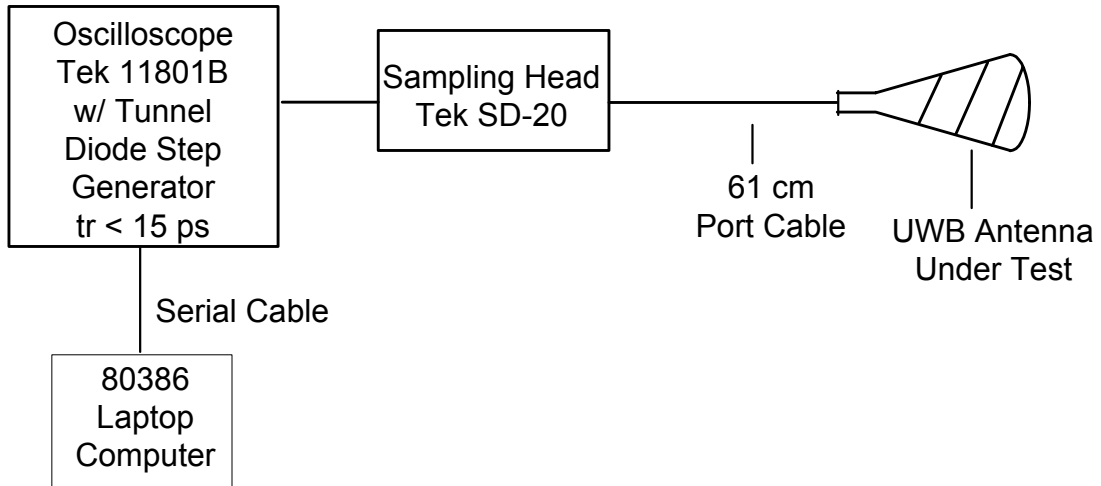 Oscilloscope
Tek 11801B
w/ Tunnel
Diode Step
Generator
tr < 15 ps
Sampling Head
Tek SD-20
61 cm
Port Cable
UWB Antenna
Under Test
Serial Cable
80386
Laptop
Computer